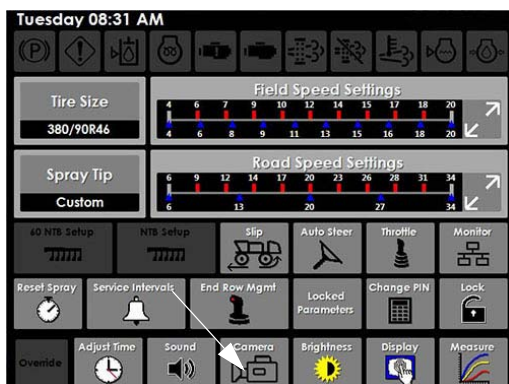 Tuesday 08:31 AM
(P)
Tire Size
380/90R46
Field Speed Settings
4 6 7 9 10 12 14 15 17 18 20
4 6 8 9 11 13 15 16 18 20
Spray Tip
Custom
Road Speed Settings
6 9 12 14 17 20 23 26 28 31 34
6 13 20 27 34
60 NTB Setup NTB Setup Slip Auto Steer Throttle Monitor
Reset Spray Service Intervals End Row Mgmt Locked Parameters Change PIN Lock
Override Adjust Time Sound Camera Brightness Display Measure